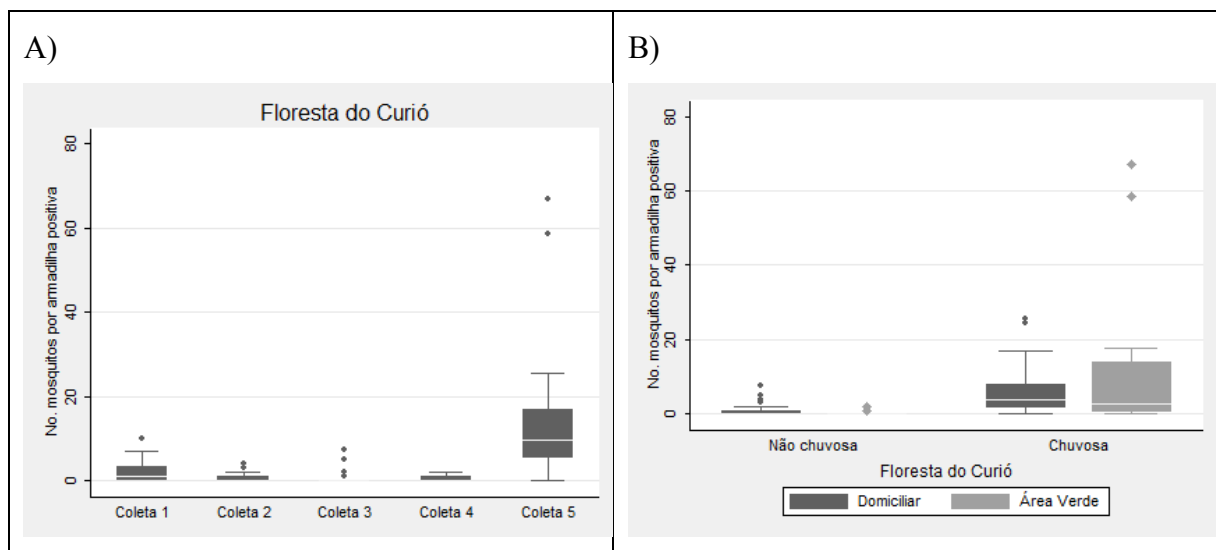 A)
Floresta do Curió
No. mosquitos por armadilha positiva
80
60
40
20
0
Coleta 1 Coleta 2 Coleta 3 Coleta 4 Coleta 5
B)
No. mosquitos por armadilha positiva
80
60
40
20
0
Não chuvosa Chuvosa
Floresta do Curió
Domiciliar Área Verde